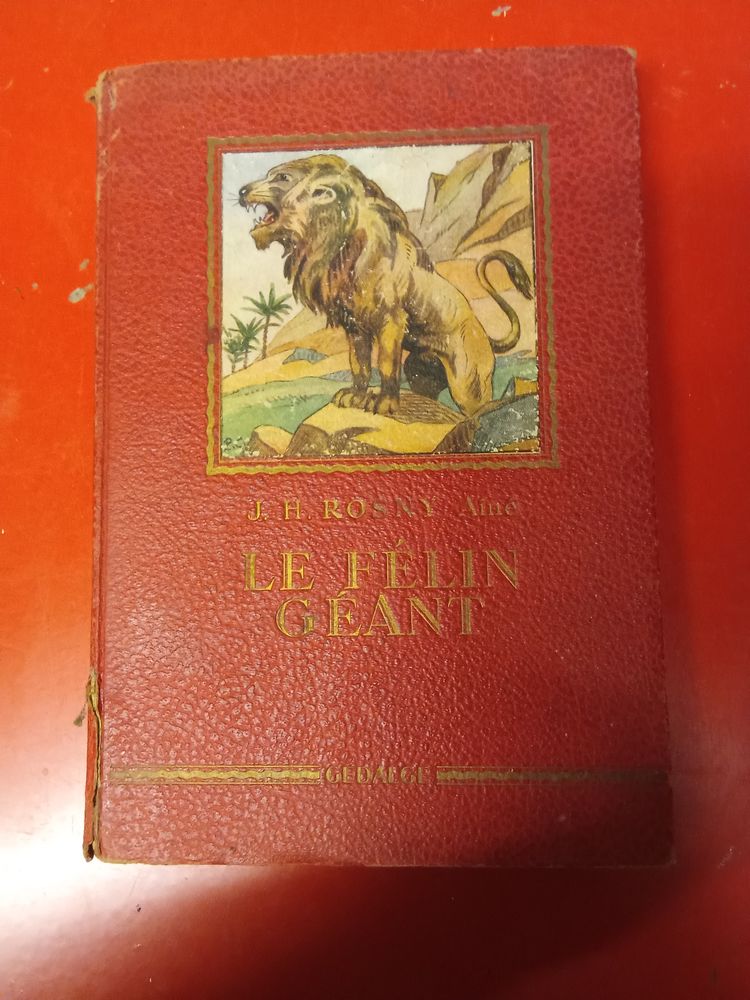 J. H. ROSNY Aîné
LE FÉLIN
GÉANT
GEDALGE